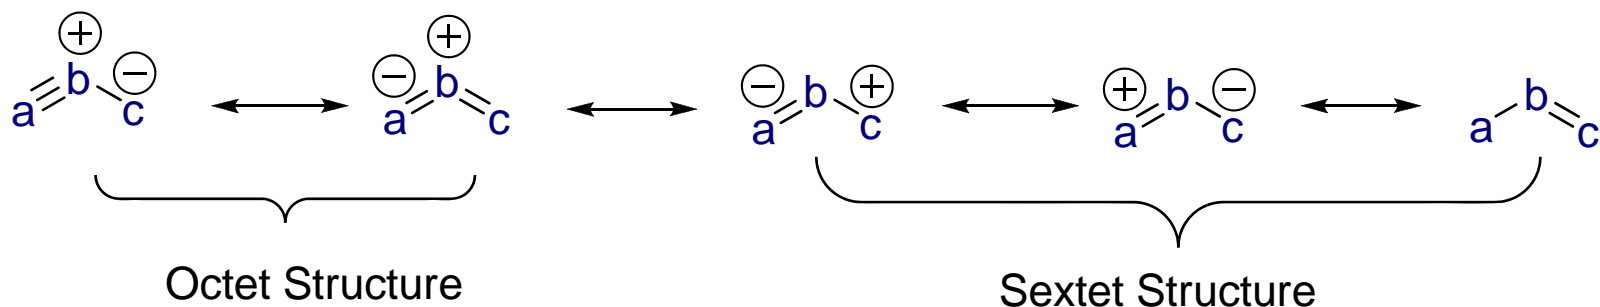 a≡b⊕–c⊖ ⟷ ⊖a=b⊕=c ⟷ ⊖a=b–c⊕ ⟷ ⊕a=b–c⊖ ⟷ a–b=c
Octet Structure
Sextet Structure